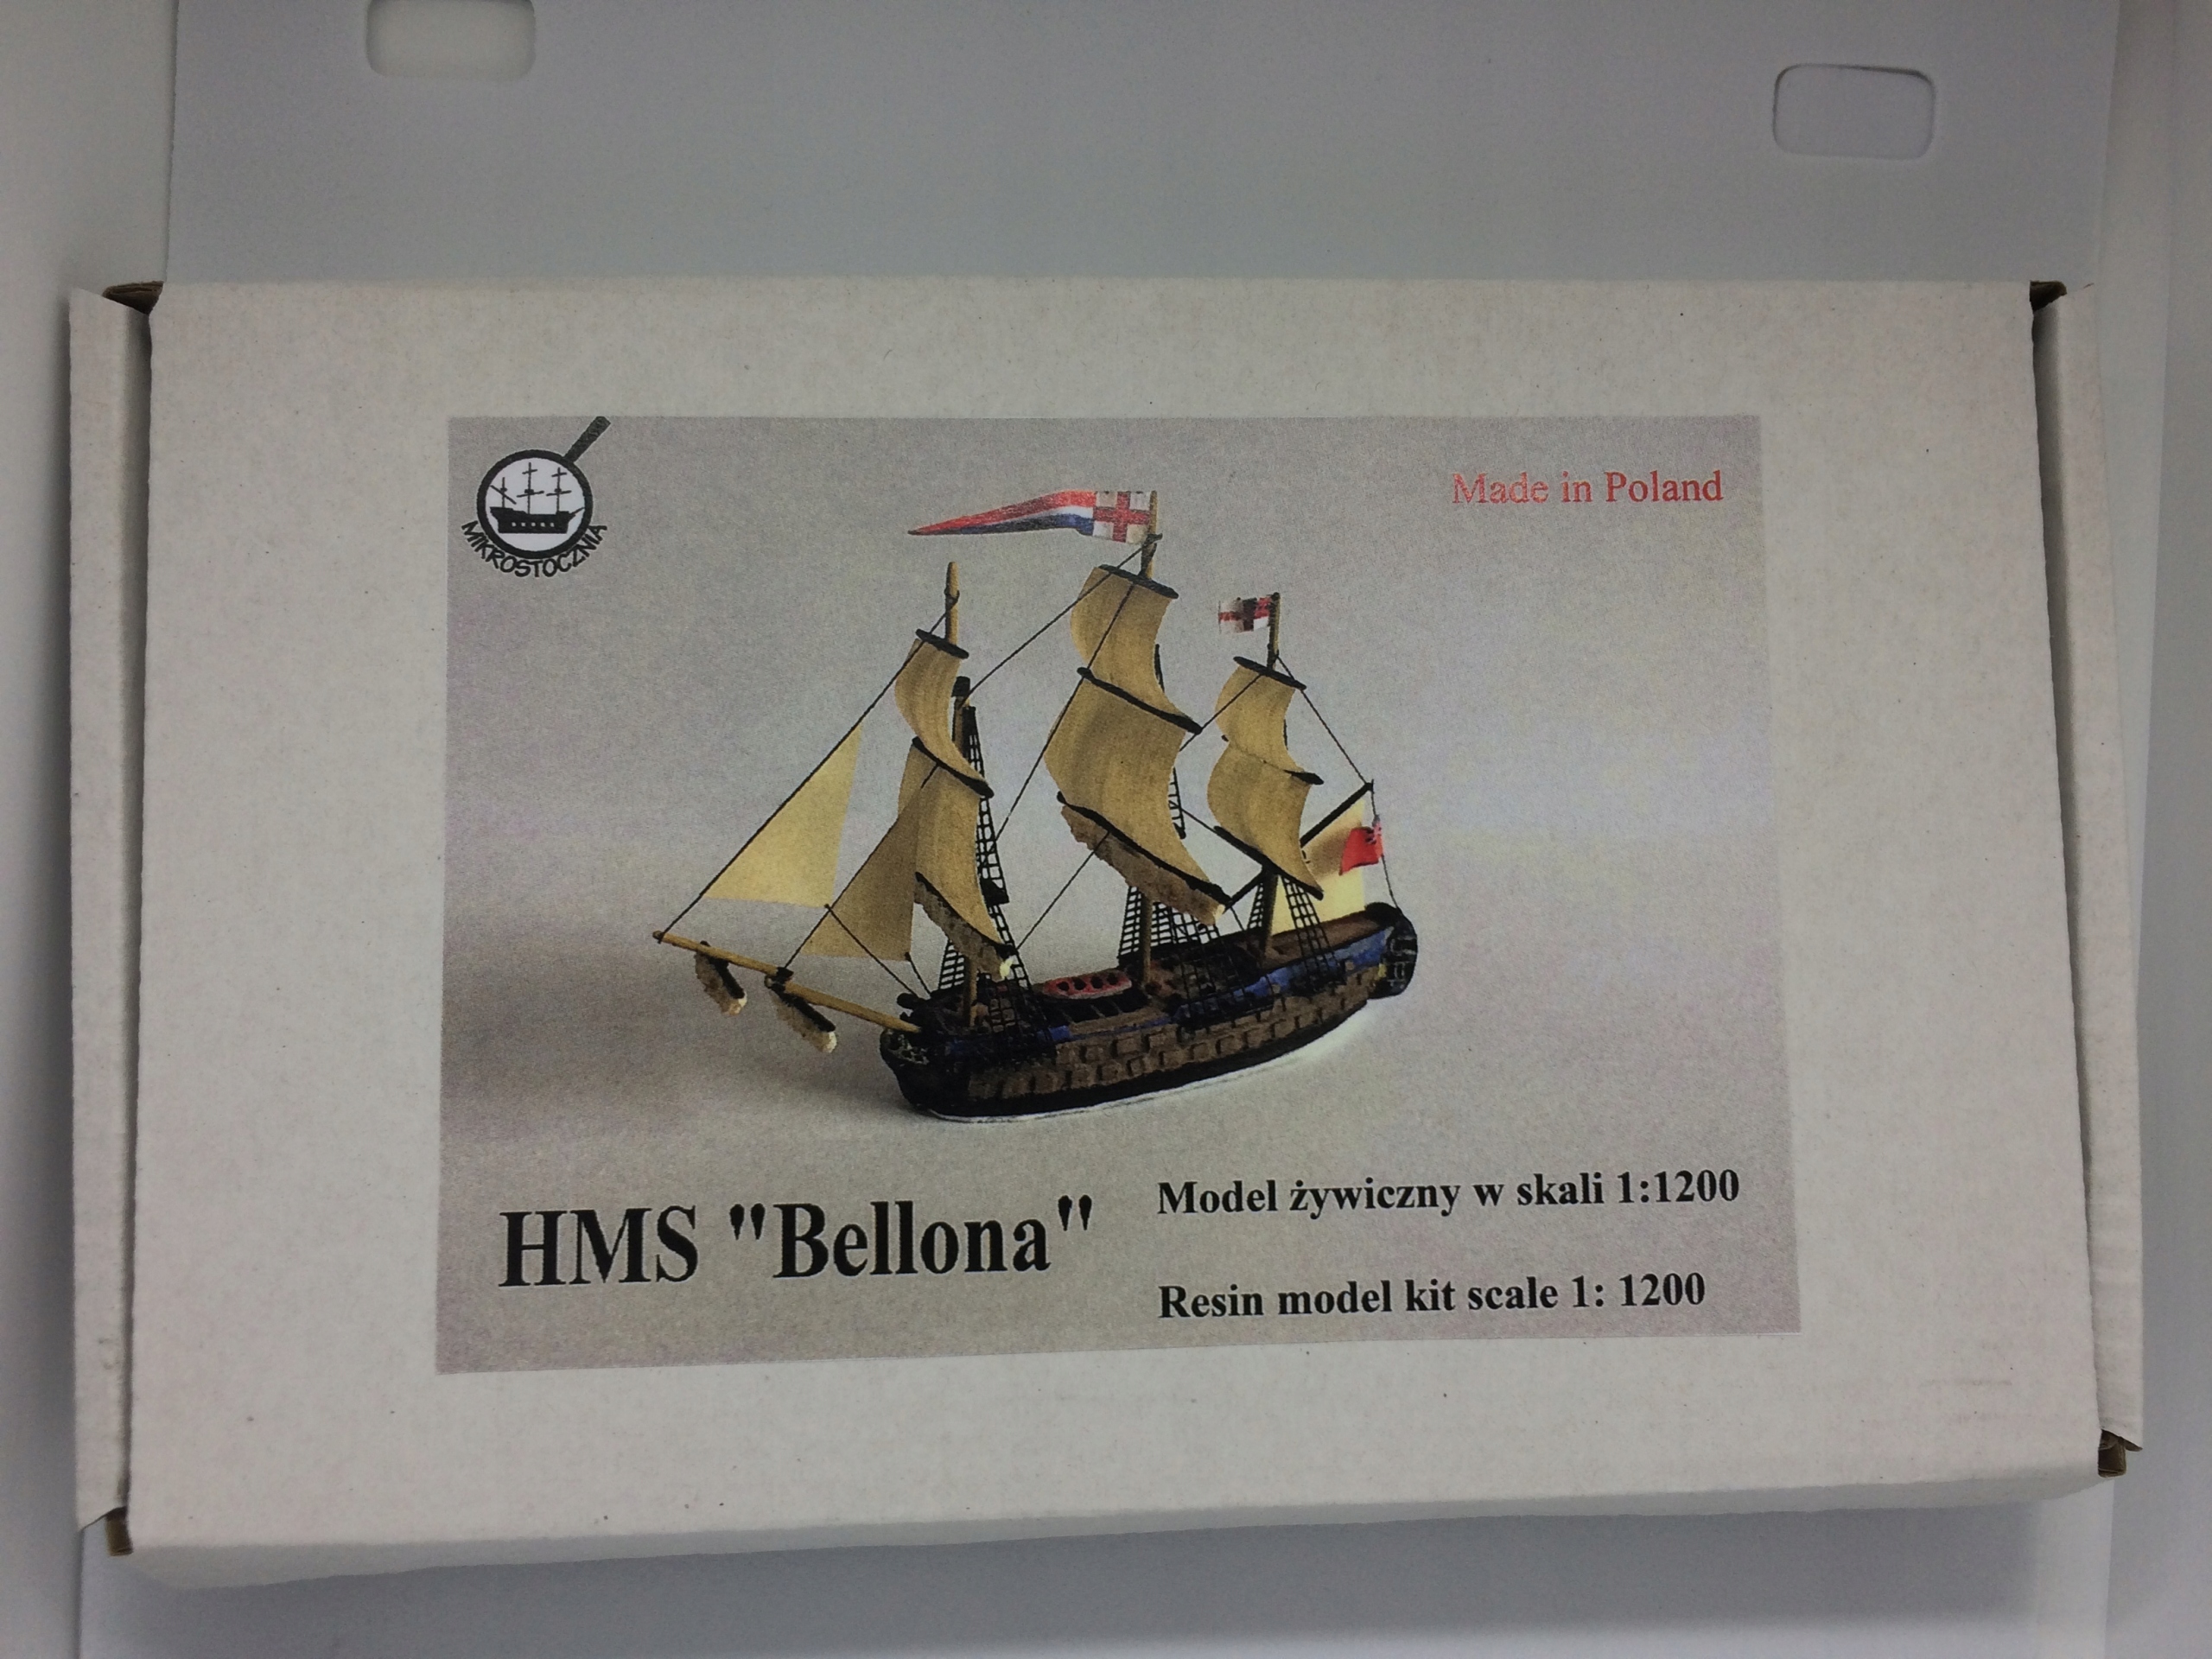 MIKROSTOCZNIA
Made in Poland
HMS "Bellona"
Model żywiczny w skali 1:1200
Resin model kit scale 1: 1200